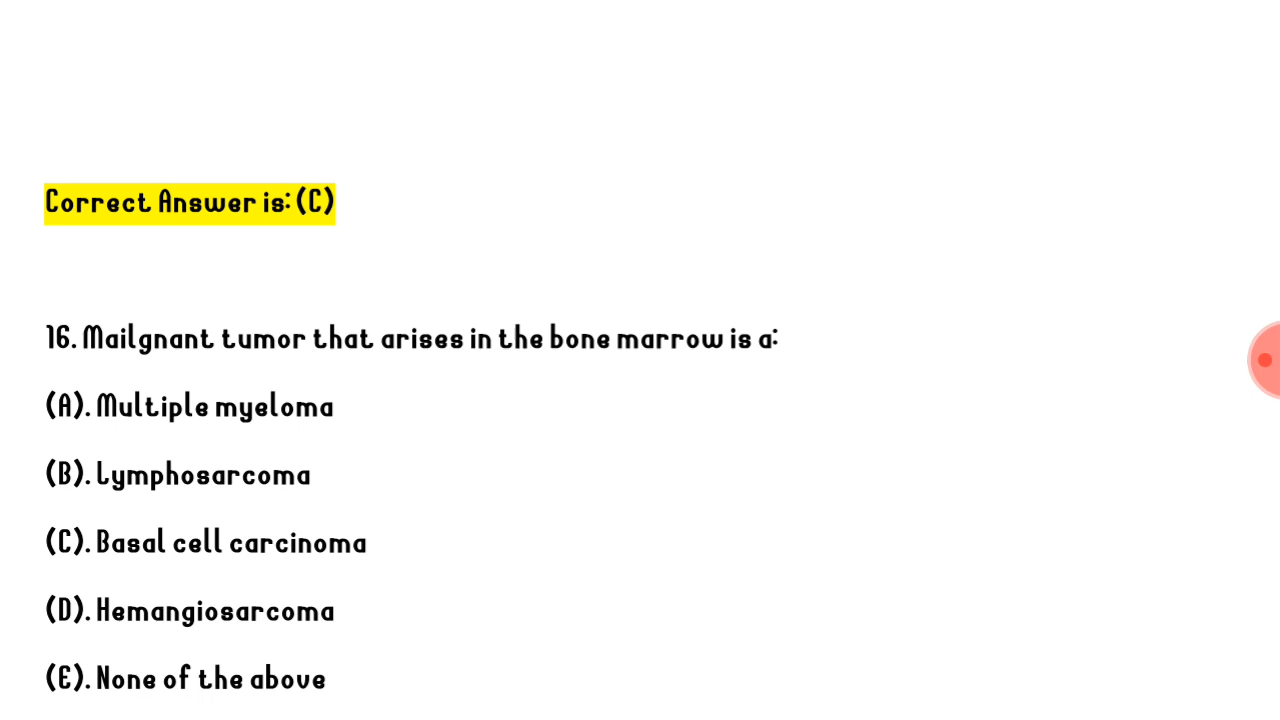 Correct Answer is: (C)
16. Mailgnant tumor that arises in the bone marrow is a:
(A). Multiple myeloma
(B). Lymphosarcoma
(C). Basal cell carcinoma
(D). Hemangiosarcoma
(E). None of the above